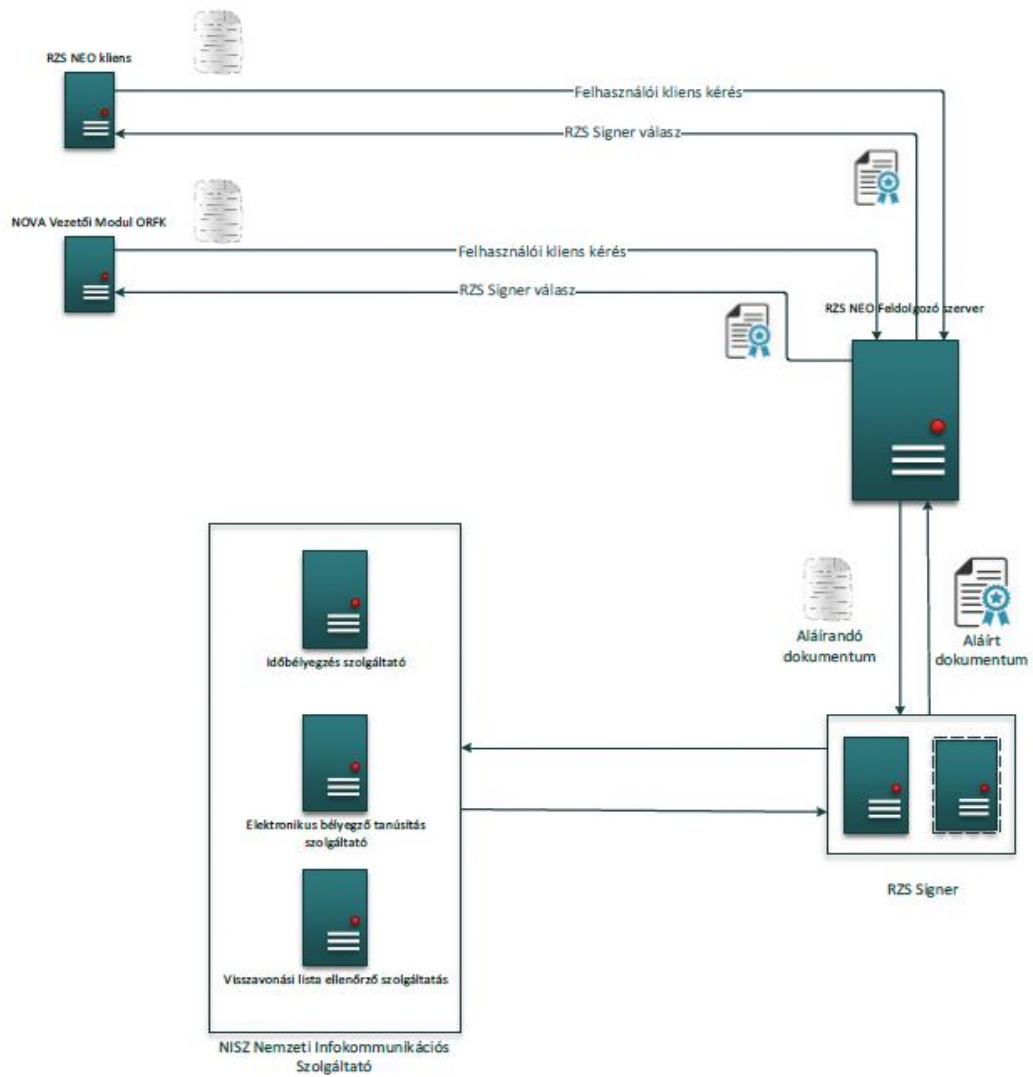 RZS NEO kliens
Felhasználói kliens kérés
RZS Signer válasz
NOVA Vezetői Modul ORFK
Felhasználói kliens kérés
RZS Signer válasz
RZS NEO Feldolgozó szerver
Aláírandó
dokumentum
Aláírt
dokumentum
Időbélyegzés szolgáltató
Elektronikus bélyegző tanúsítás
szolgáltató
Visszavonási lista ellenőrző szolgáltatás
RZS Signer
NISZ Nemzeti Infokommunikációs
Szolgáltató